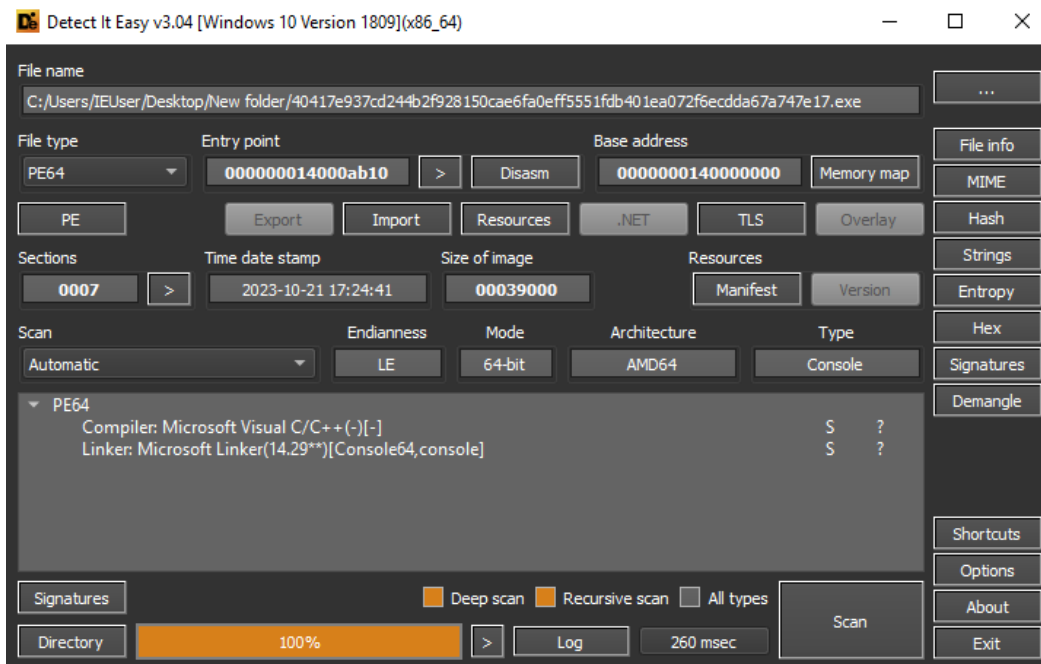 Detect It Easy v3.04 [Windows 10 Version 1809](x86_64)
File name
C:/Users/IEUser/Desktop/New folder/40417e937cd244b2f928150cae6fa0eff5551fdb401ea072f6ecdda67a747e17.exe ...
File type Entry point Base address File info
PE64 000000014000ab10 > Disasm 0000000140000000 Memory map MIME
PE Export Import Resources .NET TLS Overlay Hash
Sections Time date stamp Size of image Resources Strings
0007 > 2023-10-21 17:24:41 00039000 Manifest Version Entropy
Scan Endianness Mode Architecture Type Hex
Automatic LE 64-bit AMD64 Console Signatures
PE64 Demangle
Compiler: Microsoft Visual C/C++(-)[-] S ?
Linker: Microsoft Linker(14.29**)[Console64,console] S ?
Shortcuts
Options
Signatures Deep scan Recursive scan All types Scan About
Directory 100% > Log 260 msec Exit